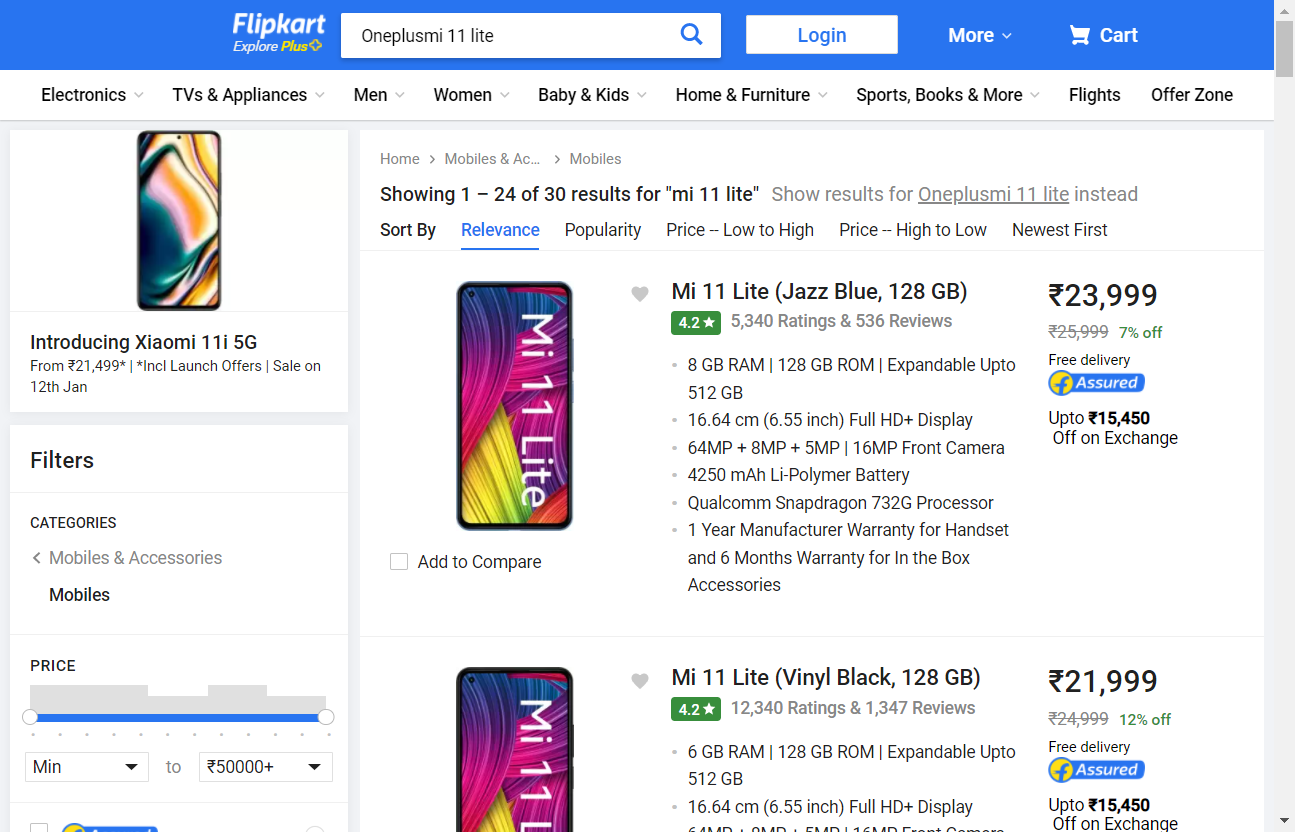 Flipkart
Explore Plus
Oneplusmi 11 lite
Login
More
Cart
Electronics
TVs & Appliances
Men
Women
Baby & Kids
Home & Furniture
Sports, Books & More
Flights
Offer Zone
Introducing Xiaomi 11i 5G
From ₹21,499* | *Incl Launch Offers | Sale on
12th Jan
Filters
CATEGORIES
Mobiles & Accessories
Mobiles
PRICE
Min
to
₹50000+
Home
Mobiles & Ac...
Mobiles
Showing 1 – 24 of 30 results for "mi 11 lite" Show results for Oneplusmi 11 lite instead
Sort By
Relevance
Popularity
Price -- Low to High
Price -- High to Low
Newest First
Mi 11 Lite
Add to Compare
Mi 11 Lite (Jazz Blue, 128 GB)
4.2
5,340 Ratings & 536 Reviews
8 GB RAM | 128 GB ROM | Expandable Upto
512 GB
16.64 cm (6.55 inch) Full HD+ Display
64MP + 8MP + 5MP | 16MP Front Camera
4250 mAh Li-Polymer Battery
Qualcomm Snapdragon 732G Processor
1 Year Manufacturer Warranty for Handset
and 6 Months Warranty for In the Box
Accessories
₹23,999
₹25,999 7% off
Free delivery
Assured
Upto ₹15,450
Off on Exchange
Mi 11 L
Mi 11 Lite (Vinyl Black, 128 GB)
4.2
12,340 Ratings & 1,347 Reviews
6 GB RAM | 128 GB ROM | Expandable Upto
512 GB
16.64 cm (6.55 inch) Full HD+ Display
64MP + 8MP + 5MP | 16MP Front Camera
₹21,999
₹24,999 12% off
Free delivery
Assured
Upto ₹15,450
Off on Exchange